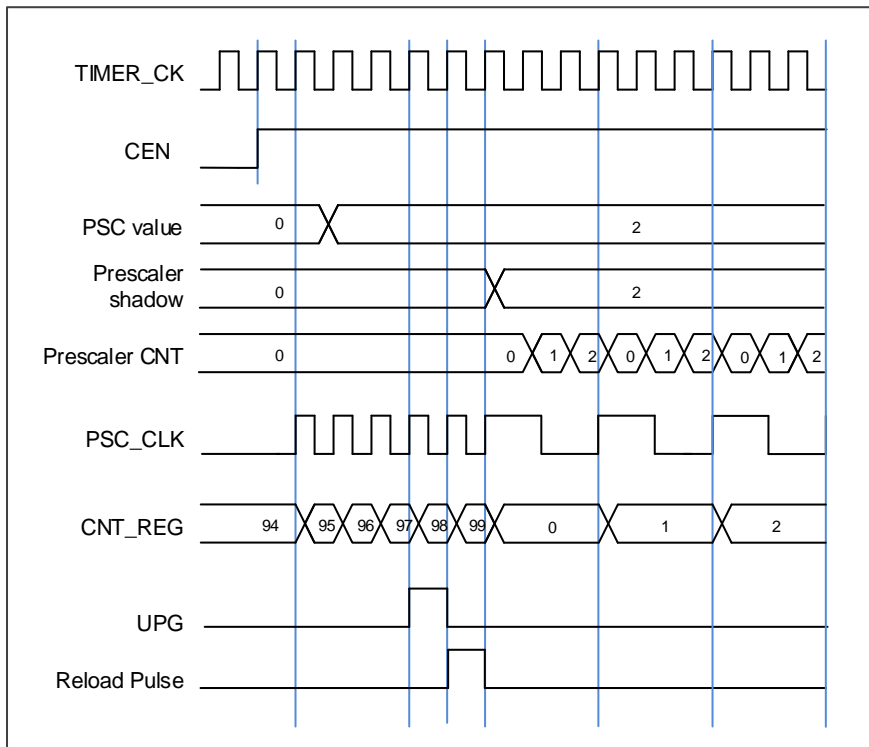 TIMER_CK
CEN
PSC value 0 2
Prescaler
shadow 0 2
Prescaler CNT 0 0 1 2 0 1 2 0 1 2
PSC_CLK
CNT_REG 94 95 96 97 98 99 0 1 2
UPG
Reload Pulse